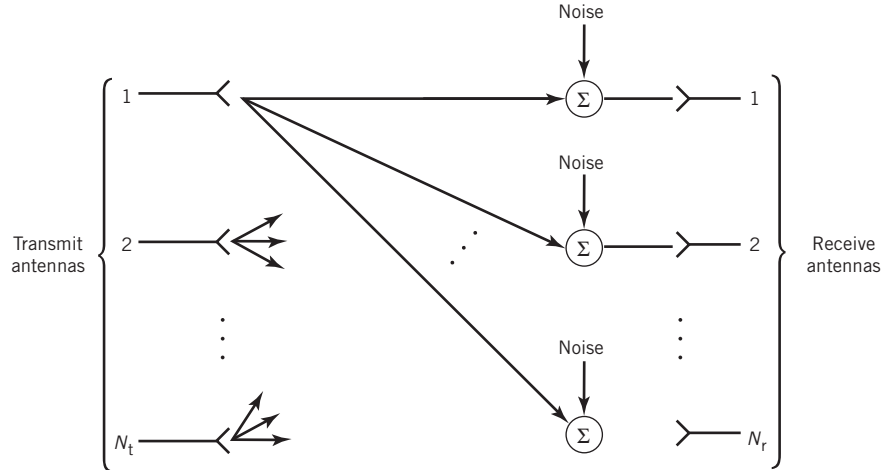 Noise
1
Σ
1
Noise
Transmit
antennas
2
Σ
2
Receive
antennas
Noise
Nt
Σ
Nr